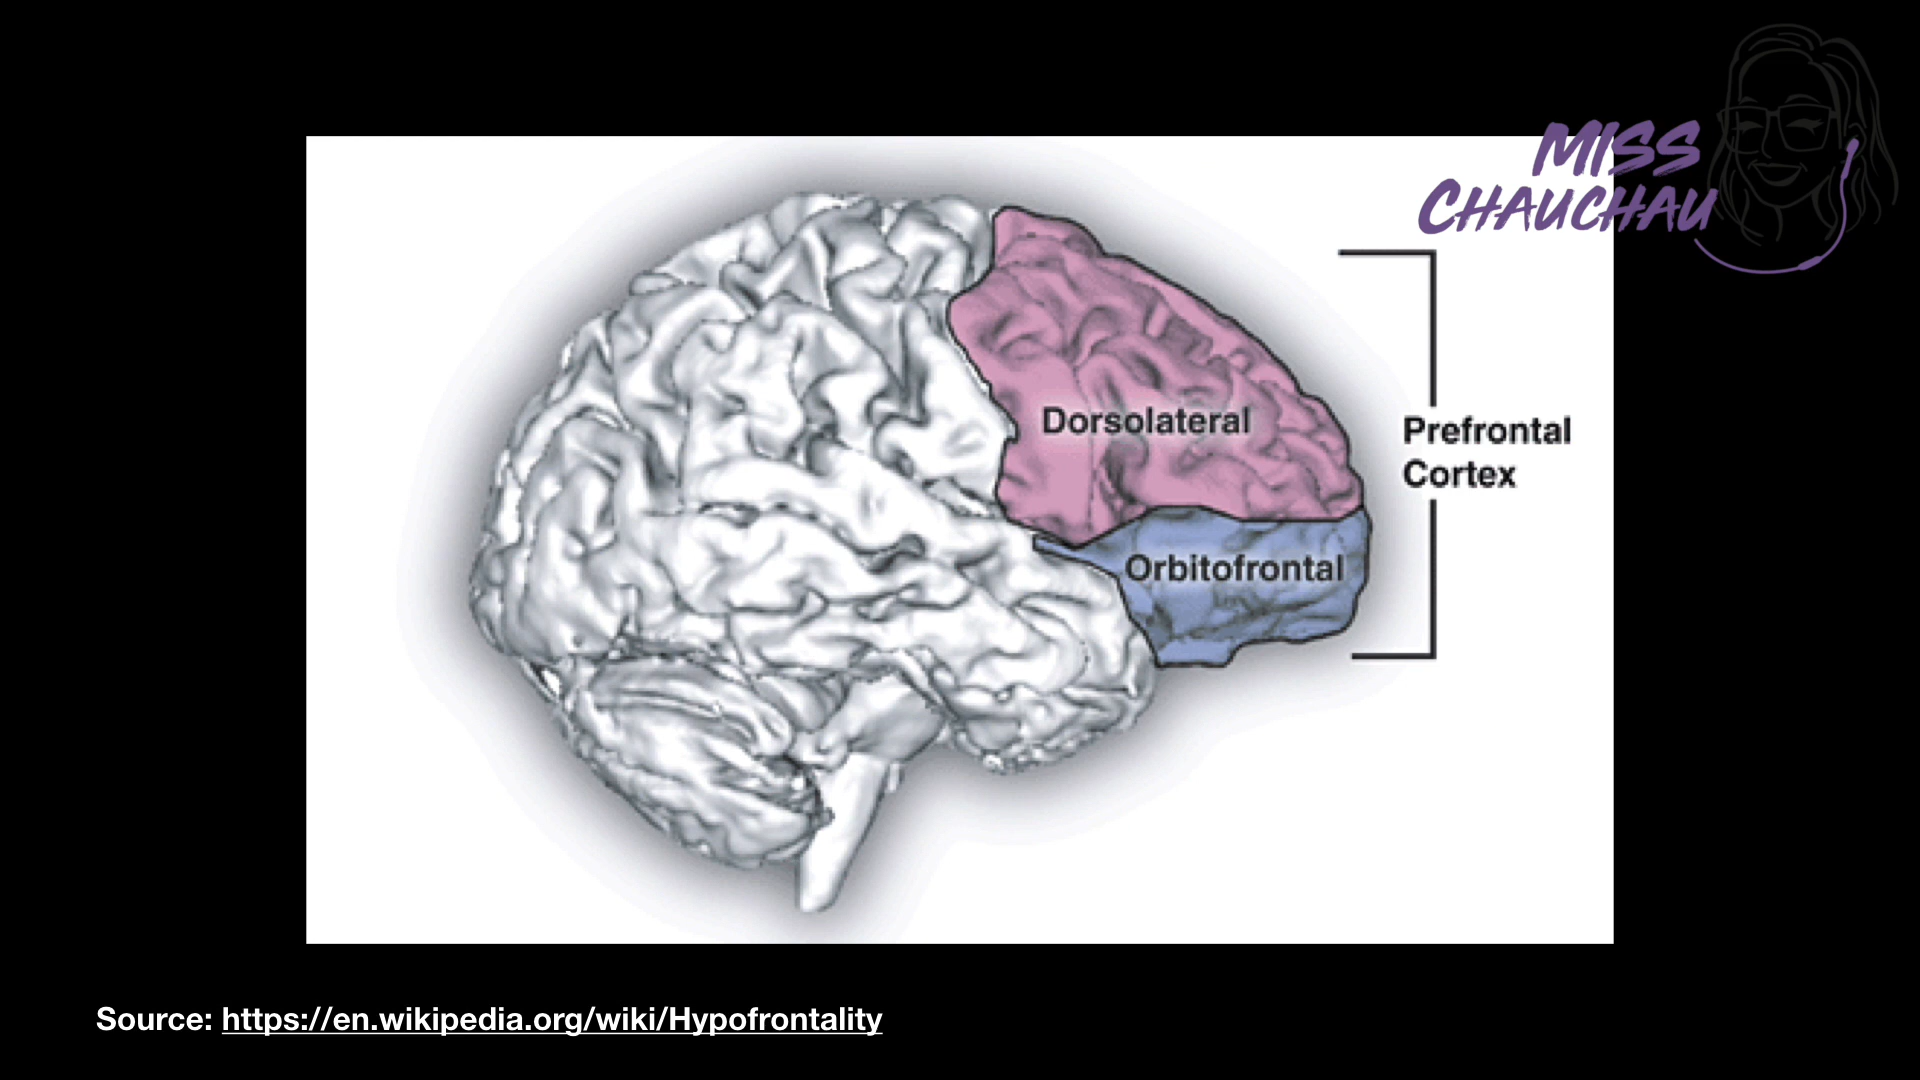 MISS
CHAUCHAU
Dorsolateral
Prefrontal
Cortex
Orbitofrontal
Source: https://en.wikipedia.org/wiki/Hypofrontality